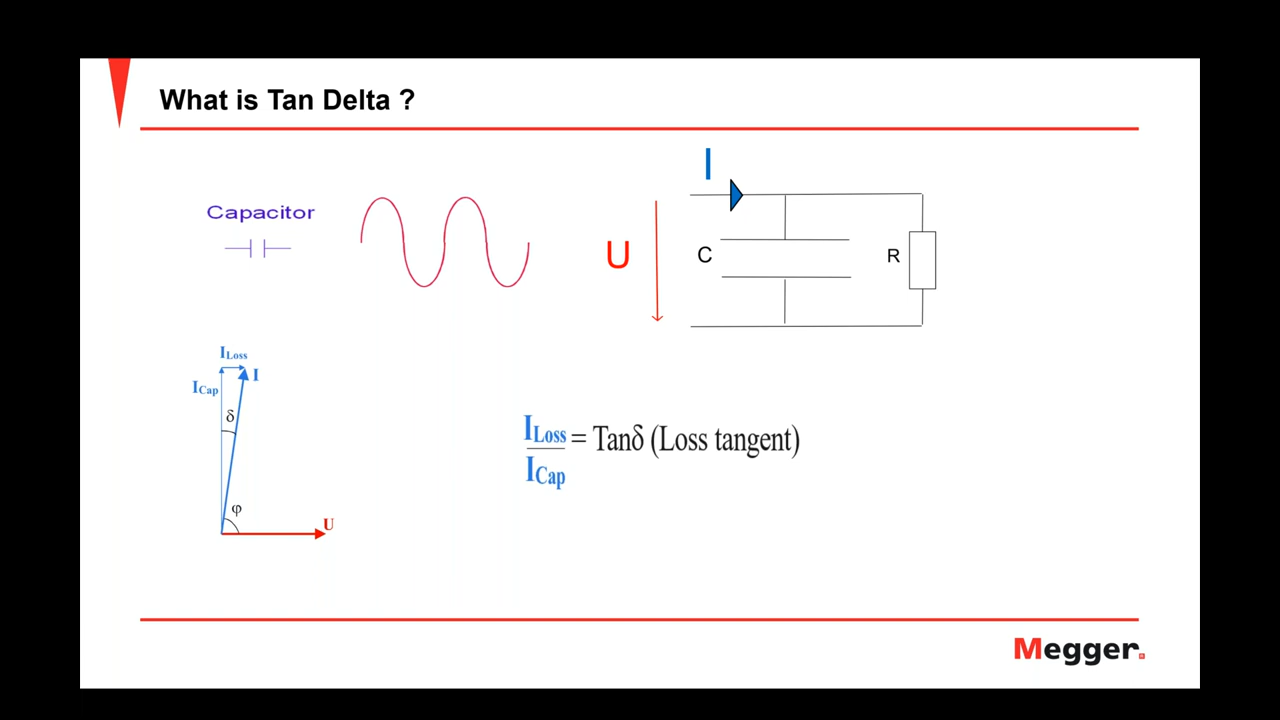 What is Tan Delta ?
I
Capacitor
U
C
R
I Loss
I Cap
I
δ
φ
U
I Loss
I Cap
= Tanδ (Loss tangent)
Megger.